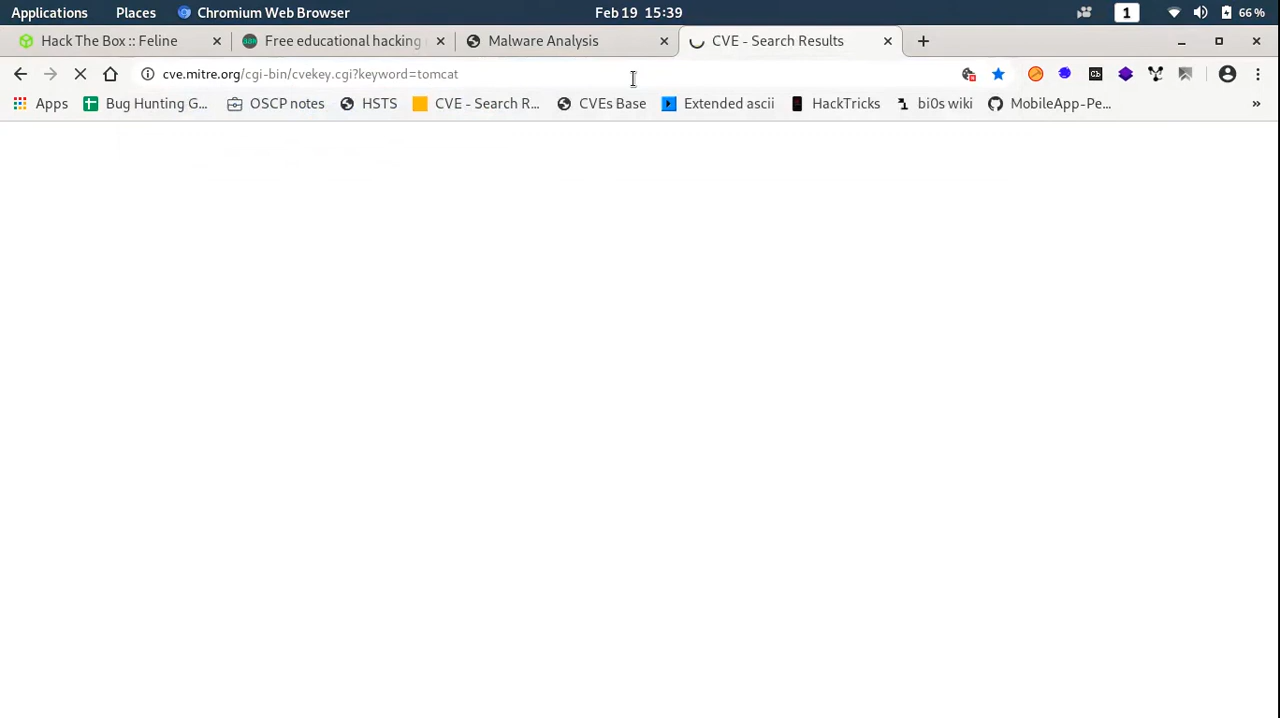 Applications Places Chromium Web Browser Feb 19 15:39 1 66 %
Hack The Box :: Feline Free educational hacking Malware Analysis CVE - Search Results
cve.mitre.org/cgi-bin/cvekey.cgi?keyword=tomcat
Apps Bug Hunting G... OSCP notes HSTS CVE - Search R... CVEs Base Extended ascii HackTricks bi0s wiki MobileApp-Pe... »